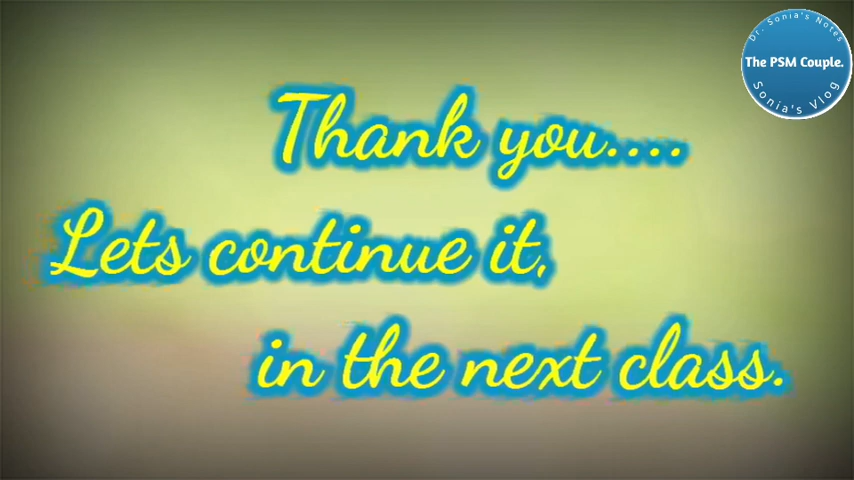 Dr. Sonia's Notes
The PSM Couple.
Sonia's Vlog
Thank you....
Lets continue it,
in the next class.